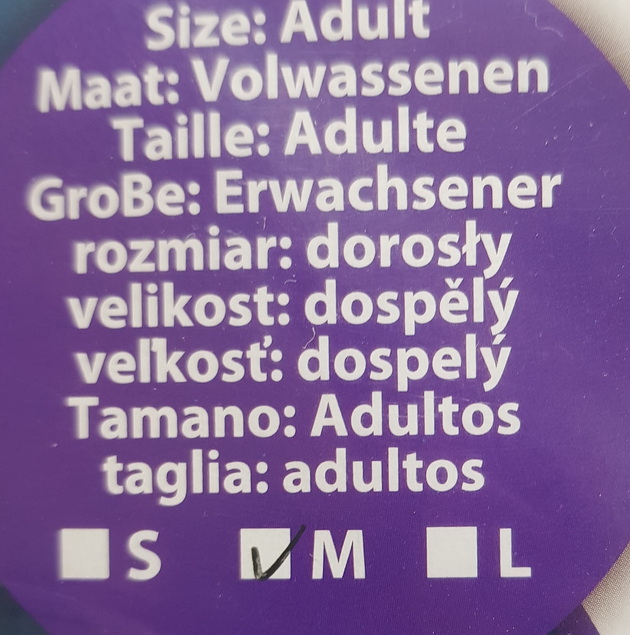 Size: Adult
Maat: Volwassenen
Taille: Adulte
GroBe: Erwachsener
rozmiar: dorosły
velikost: dospělý
veľkosť: dospelý
Tamano: Adultos
taglia: adultos
S M L